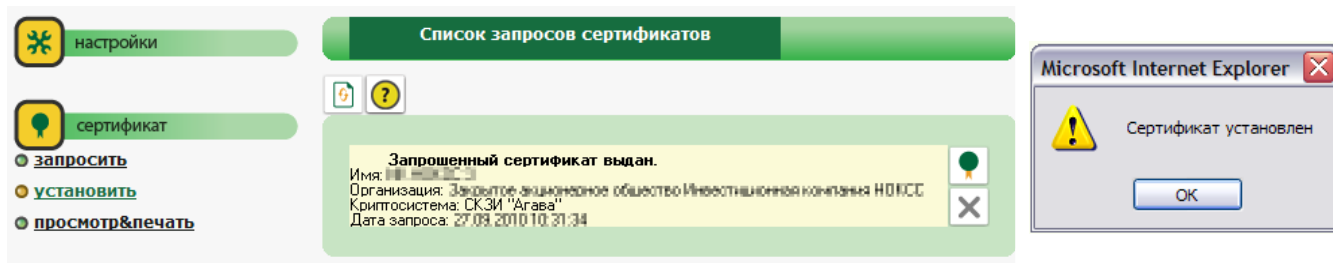 настройки
сертификат
запросить
установить
просмотр&печать
Список запросов сертификатов
?
Запрошенный сертификат выдан.
Имя:
Организация: Закрытое акционерное общество Инвестиционная компания НОКСС
Криптосистема: СКЗИ "Агава"
Дата запроса: 27.09.2010 10:31:34
Microsoft Internet Explorer
Сертификат установлен
OK